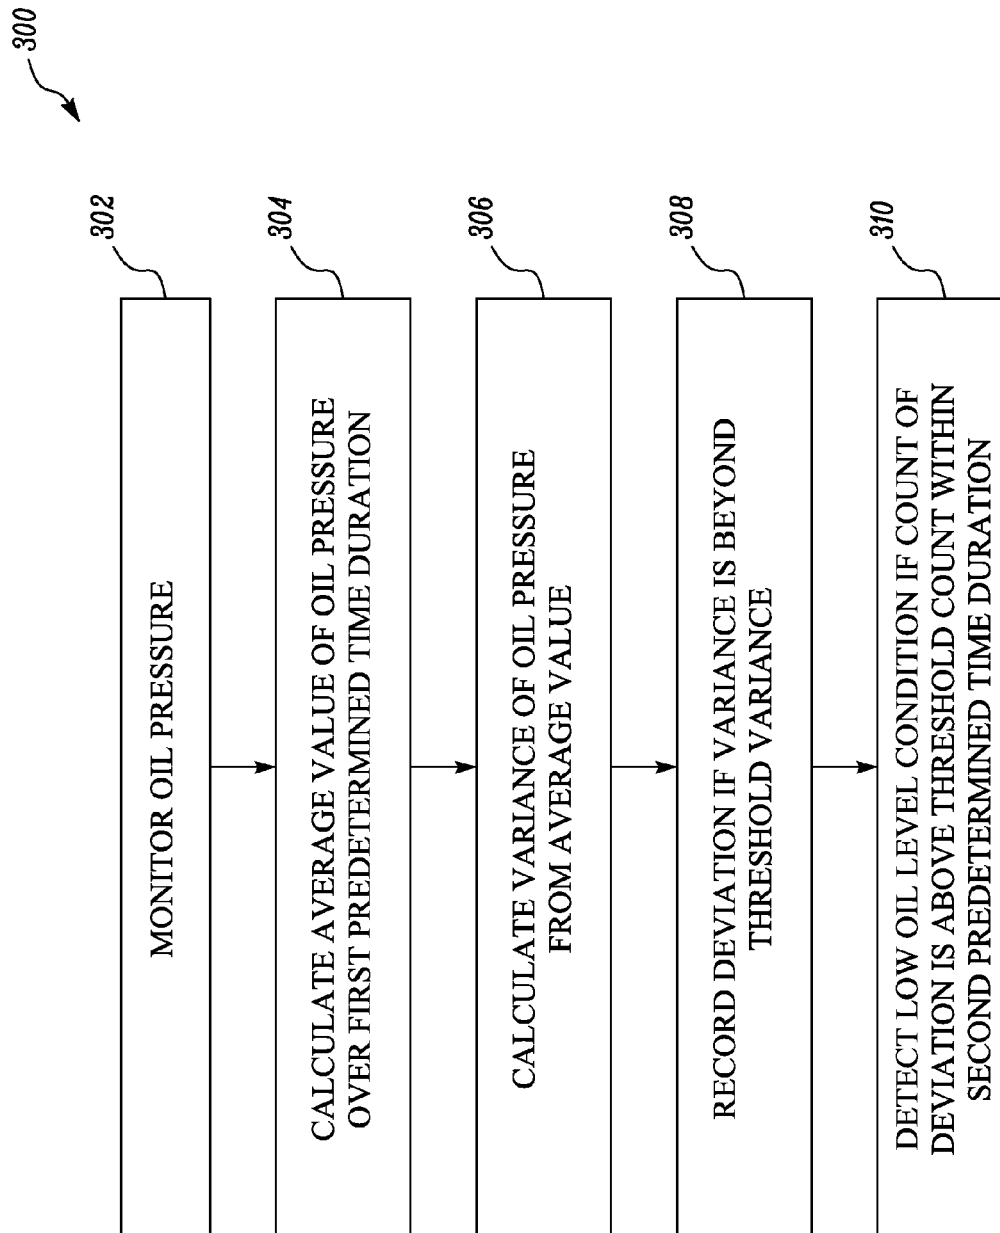 300
302
MONITOR OIL PRESSURE
304
CALCULATE AVERAGE VALUE OF OIL PRESSURE
OVER FIRST PREDETERMINED TIME DURATION
306
CALCULATE VARIANCE OF OIL PRESSURE
FROM AVERAGE VALUE
308
RECORD DEVIATION IF VARIANCE IS BEYOND
THRESHOLD VARIANCE
310
DETECT LOW OIL LEVEL CONDITION IF COUNT OF
DEVIATION IS ABOVE THRESHOLD COUNT WITHIN
SECOND PREDETERMINED TIME DURATION